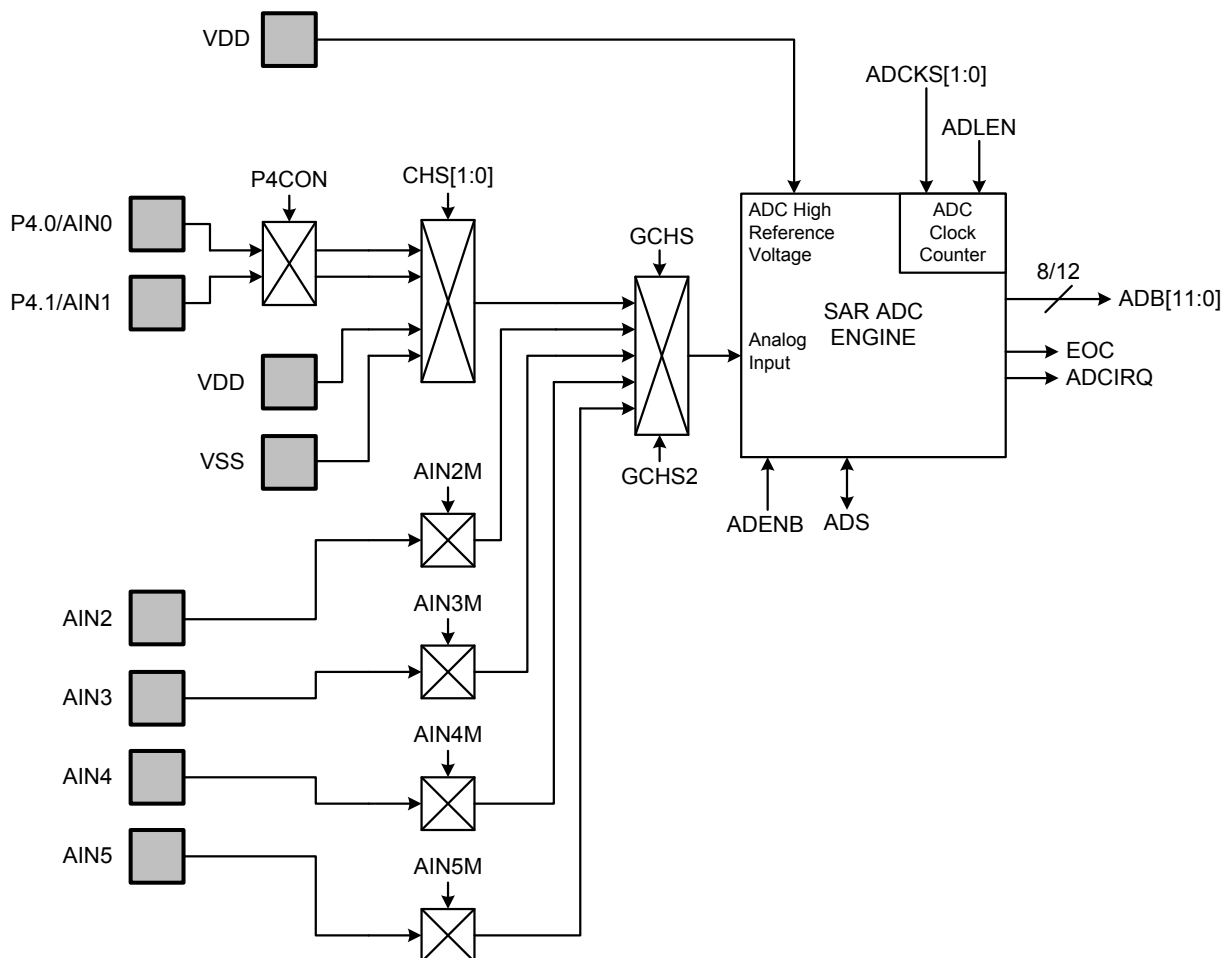 VDD
ADCKS[1:0]
ADLEN
P4CON
CHS[1:0]
P4.0/AIN0
P4.1/AIN1
VDD
VSS
GCHS
GCHS2
ADC High
Reference
Voltage
ADC
Clock
Counter
SAR ADC
ENGINE
Analog
Input
8/12
ADB[11:0]
EOC
ADCIRQ
ADENB
ADS
AIN2M
AIN2
AIN3M
AIN3
AIN4M
AIN4
AIN5M
AIN5